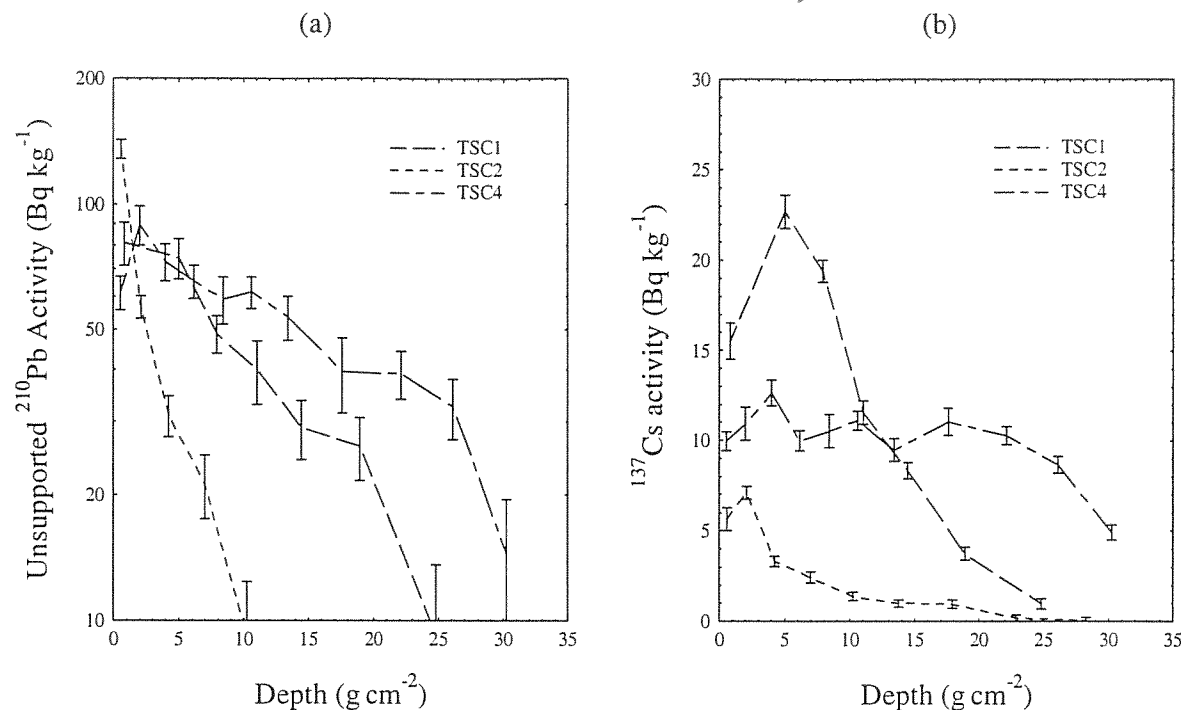 (a)
200
100
50
20
10
0 5 10 15 20 25 30 35
Unsupported ²¹⁰Pb Activity (Bq kg⁻¹)
Depth (g cm⁻²)
TSC1
TSC2
TSC4
(b)
30
25
20
15
10
5
0
0 5 10 15 20 25 30 35
¹³⁷Cs activity (Bq kg⁻¹)
Depth (g cm⁻²)
TSC1
TSC2
TSC4